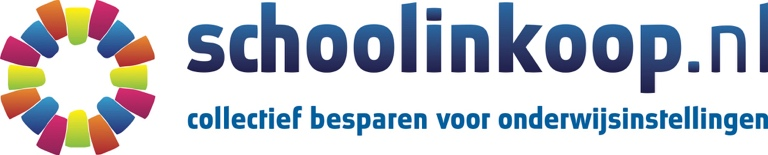 schoolinkoop.nl
collectief besparen voor onderwijsinstellingen